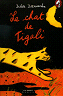 Didier Daeninckx
Le chat de
Tigali